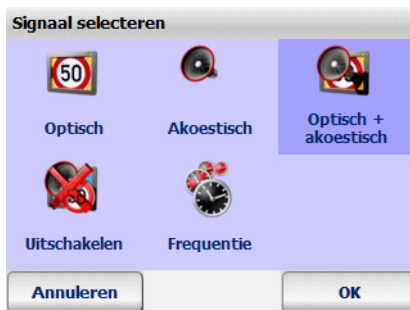 Signaal selecteren
50
Optisch
Akoestisch
Optisch +
akoestisch
Uitschakelen
Frequentie
Annuleren
OK